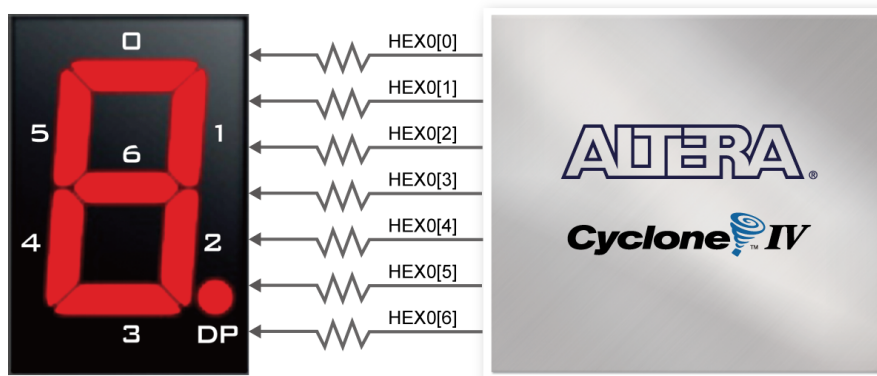 0
5
1
6
4
2
3
DP
HEX0[0]
HEX0[1]
HEX0[2]
HEX0[3]
HEX0[4]
HEX0[5]
HEX0[6]
ALTERA®
Cyclone™ IV